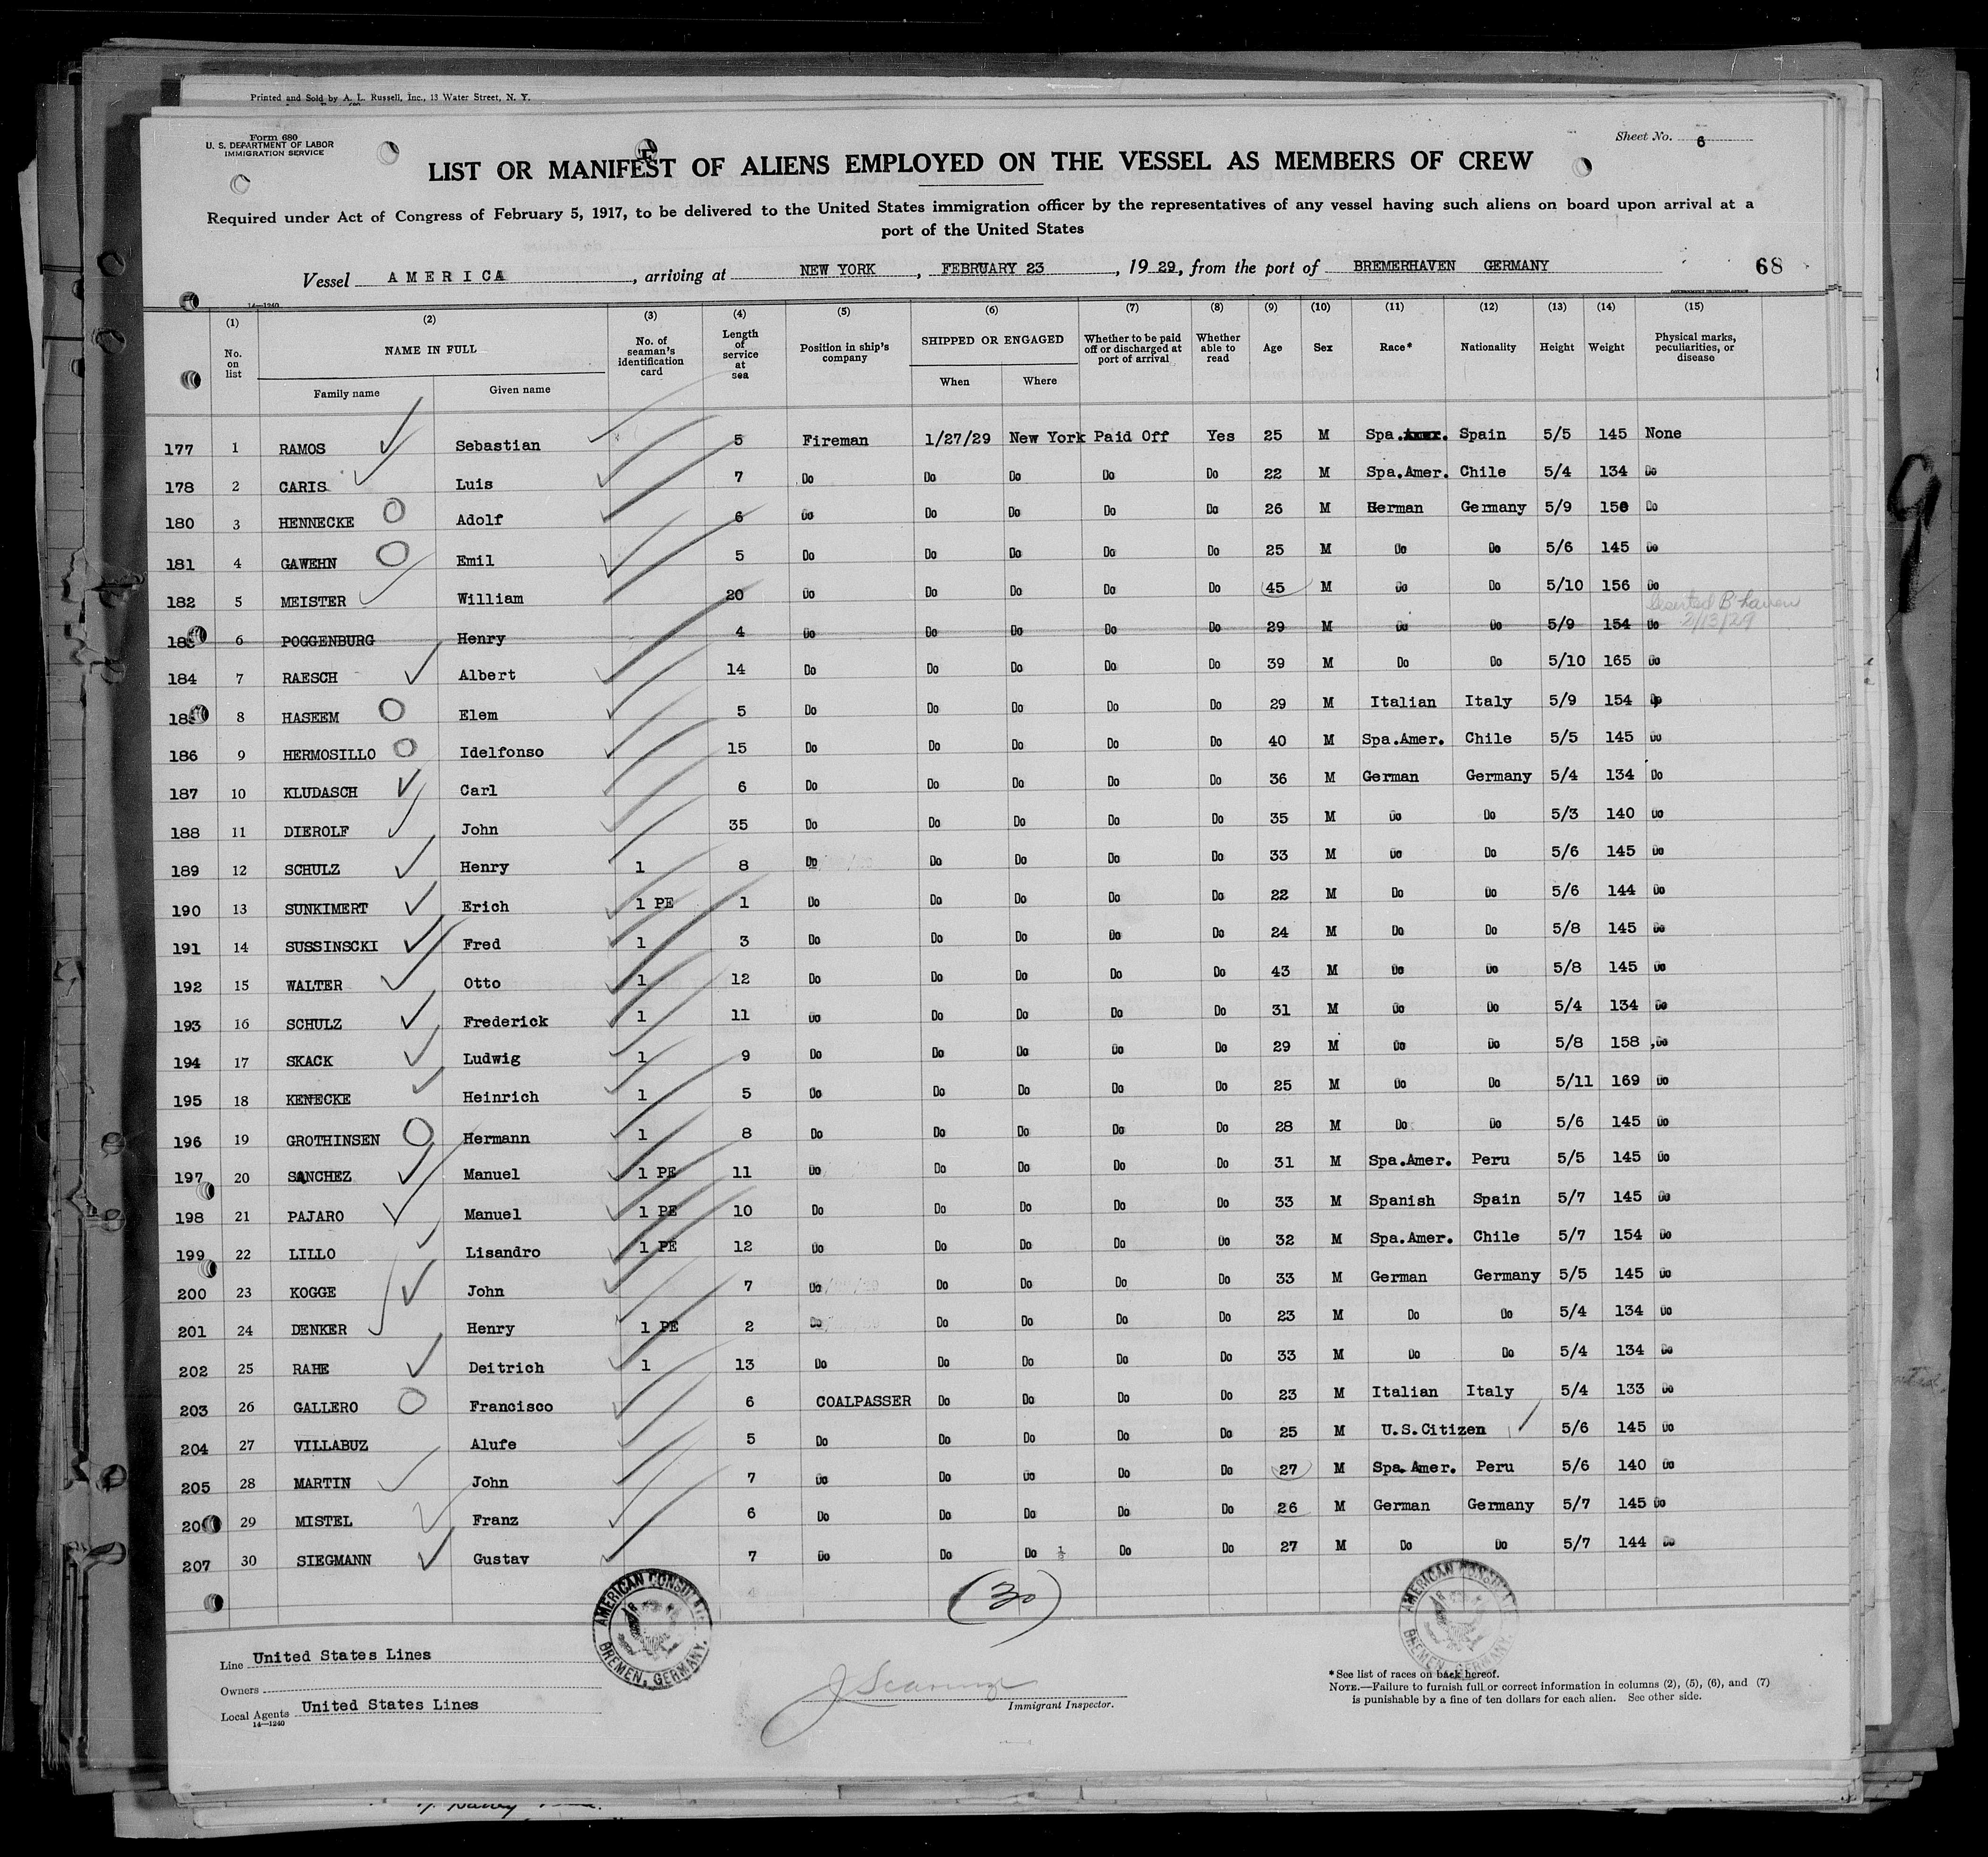 Printed and Sold by A. L. Russell, Inc., 13 Water Street, N. Y.
Form 680
U. S. DEPARTMENT OF LABOR
IMMIGRATION SERVICE
Sheet No. 6
LIST OR MANIFEST OF ALIENS EMPLOYED ON THE VESSEL AS MEMBERS OF CREW
Required under Act of Congress of February 5, 1917, to be delivered to the United States immigration officer by the representatives of any vessel having such aliens on board upon arrival at a
port of the United States
Vessel AMERICA, arriving at NEW YORK, FEBRUARY 23, 1929, from the port of BREMERHAVEN GERMANY 68
14—1240
(1) (2) (3) (4) (5) (6) (7) (8) (9) (10) (11) (12) (13) (14) (15)
No. on list NAME IN FULL Family name Given name No. of seaman's identification card Length of service at sea Position in ship's company SHIPPED OR ENGAGED When Where Whether to be paid off or discharged at port of arrival Whether able to read Age Sex Race* Nationality Height Weight Physical marks, peculiarities, or disease
177 1 RAMOS Sebastian 5 Fireman 1/27/29 New York Paid Off Yes 25 M Spa. Spain 5/5 145 None
178 2 CARIS Luis 7 Do Do Do Do Do 22 M Spa.Amer. Chile 5/4 134 Do
180 3 HENNECKE Adolf 6 Do Do Do Do Do 26 M German Germany 5/9 150 Do
181 4 GAWEHN Emil 5 Do Do Do Do Do 25 M Do Do 5/6 145 Do
182 5 MEISTER William 20 Do Do Do Do Do 45 M Do Do 5/10 156 Do
Deserted B'haven
2/13/29
6 POGGENBURG Henry 4 Do Do Do Do Do 29 M Do Do 5/9 154 Do
184 7 RAESCH Albert 14 Do Do Do Do Do 39 M Do Do 5/10 165 Do
8 HASEEM Elem 5 Do Do Do Do Do 29 M Italian Italy 5/9 154 Do
186 9 HERMOSILLO Idelfonso 15 Do Do Do Do Do 40 M Spa.Amer. Chile 5/5 145 Do
187 10 KLUDASCH Carl 6 Do Do Do Do Do 36 M German Germany 5/4 134 Do
188 11 DIEROLF John 35 Do Do Do Do Do 35 M Do Do 5/3 140 Do
189 12 SCHULZ Henry 1 8 Do Do Do Do Do 33 M Do Do 5/6 145 Do
190 13 SUNKIMERT Erich 1 PE 1 Do Do Do Do Do 22 M Do Do 5/6 144 Do
191 14 SUSSINSCKI Fred 1 3 Do Do Do Do Do 24 M Do Do 5/8 145 Do
192 15 WALTER Otto 1 12 Do Do Do Do Do 43 M Do Do 5/8 145 Do
193 16 SCHULZ Frederick 1 11 Do Do Do Do Do 31 M Do Do 5/4 134 Do
194 17 SKACK Ludwig 1 9 Do Do Do Do Do 29 M Do Do 5/8 158 Do
195 18 KENECKE Heinrich 1 5 Do Do Do Do Do 25 M Do Do 5/11 169 Do
196 19 GROTHINSEN Hermann 1 8 Do Do Do Do Do 28 M Do Do 5/6 145 Do
197 20 SANCHEZ Manuel 1 PE 11 Do Do Do Do Do 31 M Spa.Amer. Peru 5/5 145 Do
198 21 PAJARO Manuel 1 PE 10 Do Do Do Do Do 33 M Spanish Spain 5/7 145 Do
199 22 LILLO Lisandro 1 PE 12 Do Do Do Do Do 32 M Spa.Amer. Chile 5/7 154 Do
200 23 KOGGE John 7 Do Do Do Do Do 33 M German Germany 5/5 145 Do
201 24 DENKER Henry 1 PE 2 Do Do Do Do Do 23 M Do Do 5/4 134 Do
202 25 RAHE Deitrich 1 13 Do Do Do Do Do 33 M Do Do 5/4 134 Do
203 26 GALLERO Francisco 6 COALPASSER Do Do Do Do 23 M Italian Italy 5/4 133 Do
204 27 VILLABUZ Alufe 5 Do Do Do Do Do 25 M U.S.Citizen 5/6 145 Do
205 28 MARTIN John 7 Do Do Do Do Do 27 M Spa.Amer. Peru 5/6 140 Do
29 MISTEL Franz 6 Do Do Do Do Do 26 M German Germany 5/7 145 Do
207 30 SIEGMANN Gustav 7 Do Do Do Do Do 27 M Do Do 5/7 144 Do
(30)
AMERICAN CONSULATE BREMEN, GERMANY.
AMERICAN CONSULATE BREMEN, GERMANY.
Line United States Lines
Owners
Local Agents United States Lines
14—1240
Immigrant Inspector.
*See list of races on back hereof.
NOTE.—Failure to furnish full or correct information in columns (2), (5), (6), and (7)
is punishable by a fine of ten dollars for each alien. See other side.
9